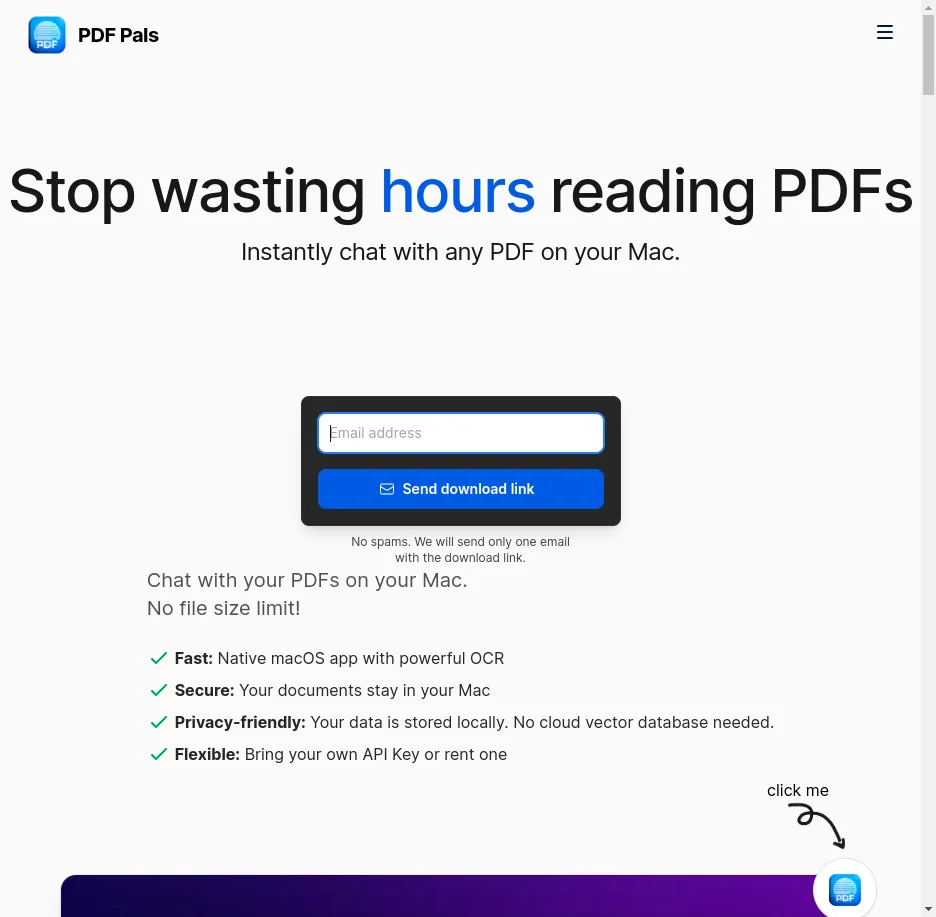 PDF Pals
Stop wasting hours reading PDFs
Instantly chat with any PDF on your Mac.
Email address
Send download link
No spams. We will send only one email
with the download link.
Chat with your PDFs on your Mac.
No file size limit!
Fast: Native macOS app with powerful OCR
Secure: Your documents stay in your Mac
Privacy-friendly: Your data is stored locally. No cloud vector database needed.
Flexible: Bring your own API Key or rent one
click me
PDF